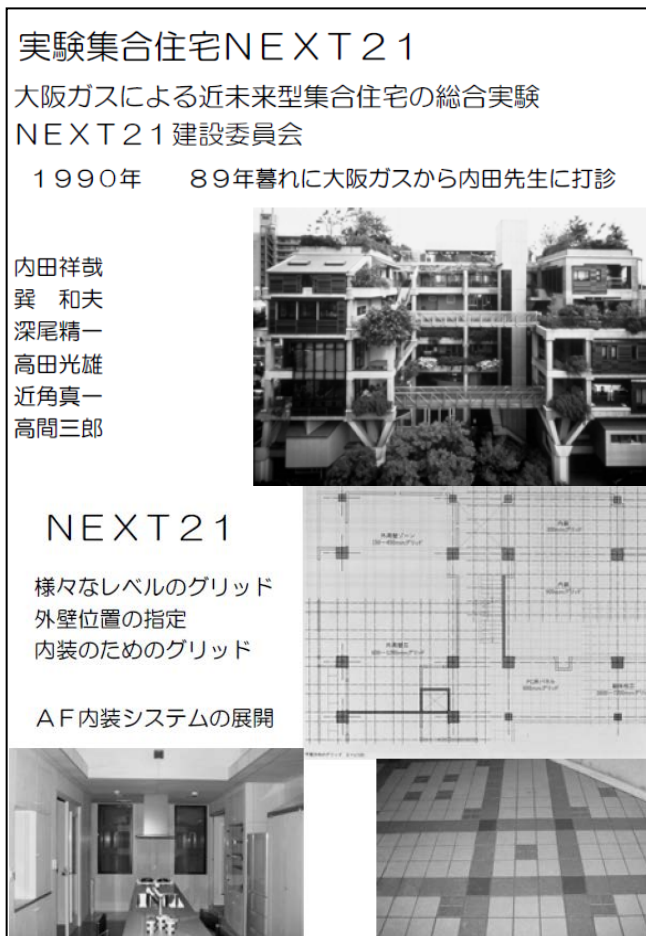 実験集合住宅NEXT21
大阪ガスによる近未来型集合住宅の総合実験
NEXT21建設委員会
1990年　89年暮れに大阪ガスから内田先生に打診
内田祥哉
巽　和夫
深尾精一
高田光雄
近角真一
高間三郎
NEXT21
様々なレベルのグリッド
外壁位置の指定
内装のためのグリッド
AF内装システムの展開